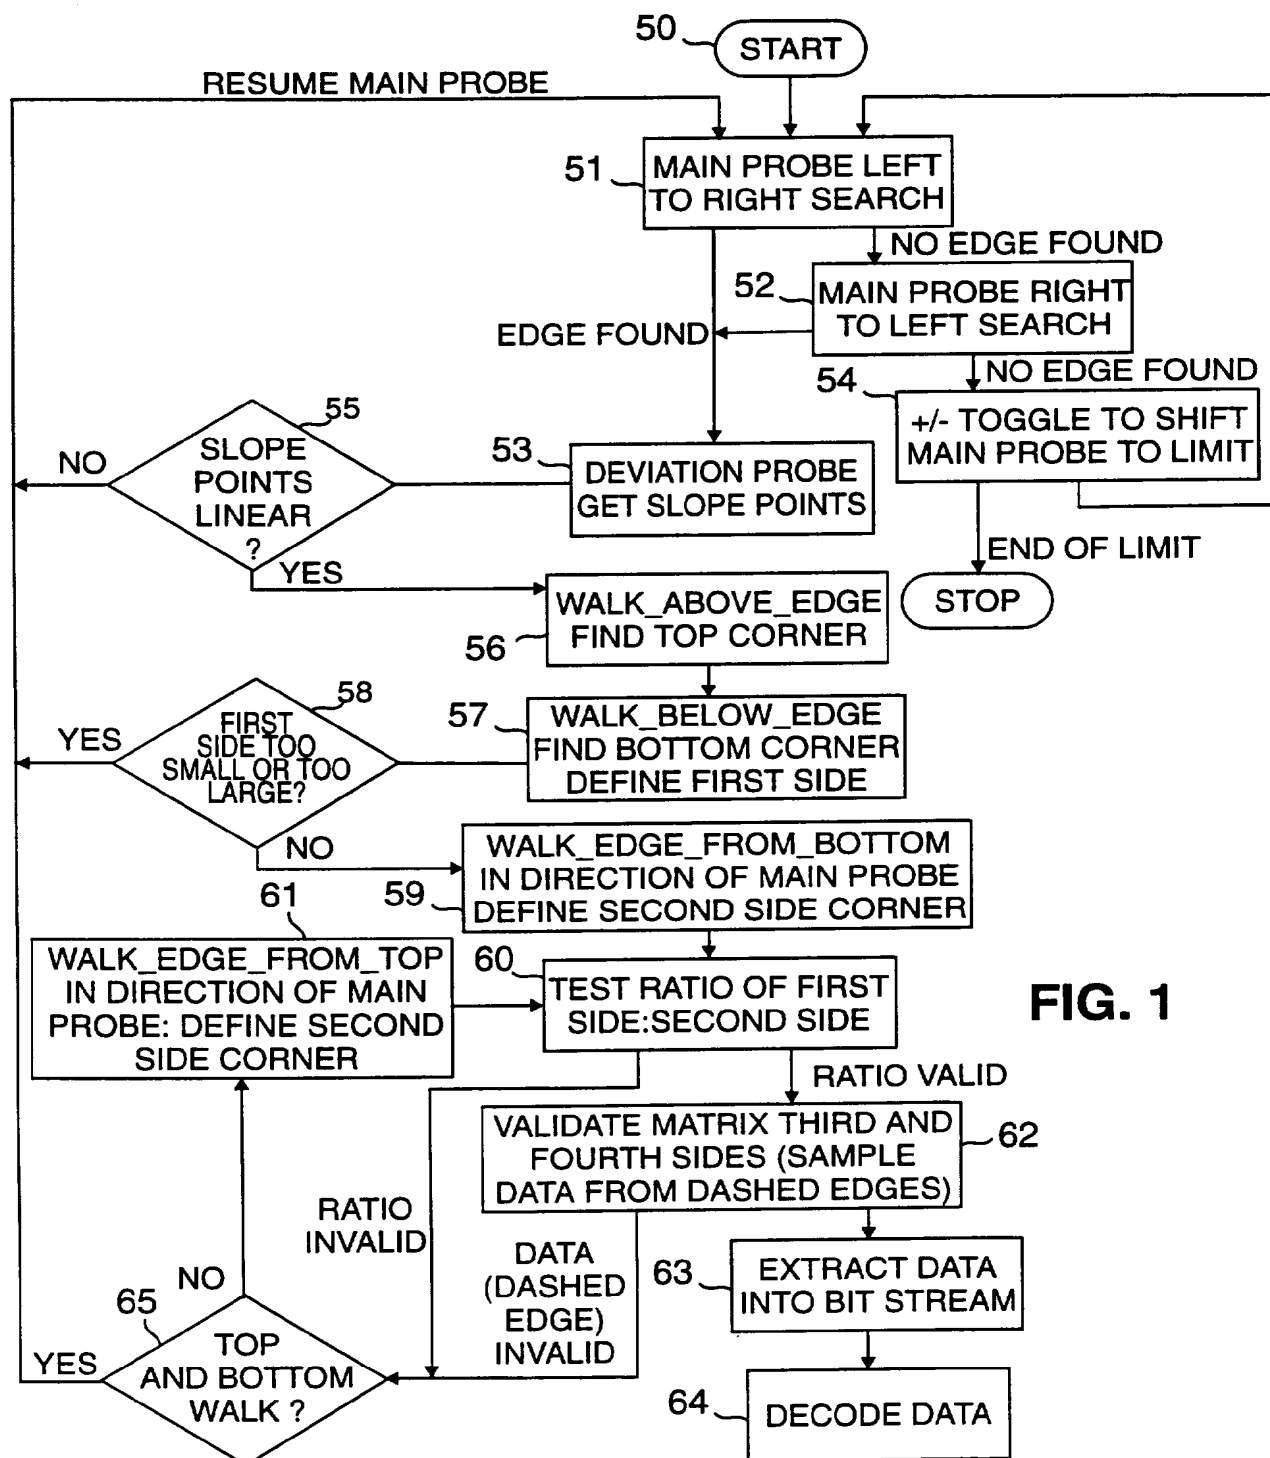 50
START
RESUME MAIN PROBE
51
MAIN PROBE LEFT
TO RIGHT SEARCH
NO EDGE FOUND
52
MAIN PROBE RIGHT
TO LEFT SEARCH
EDGE FOUND
NO EDGE FOUND
54
+/- TOGGLE TO SHIFT
MAIN PROBE TO LIMIT
55
SLOPE
POINTS
LINEAR
?
NO
53
DEVIATION PROBE
GET SLOPE POINTS
YES
END OF LIMIT
STOP
WALK_ABOVE_EDGE
FIND TOP CORNER
56
58
FIRST
SIDE TOO
SMALL OR TOO
LARGE?
YES
57
WALK_BELOW_EDGE
FIND BOTTOM CORNER
DEFINE FIRST SIDE
NO
WALK_EDGE_FROM_BOTTOM
IN DIRECTION OF MAIN PROBE
DEFINE SECOND SIDE CORNER
59
61
WALK_EDGE_FROM_TOP
IN DIRECTION OF MAIN
PROBE: DEFINE SECOND
SIDE CORNER
60
TEST RATIO OF FIRST
SIDE:SECOND SIDE
FIG. 1
RATIO VALID
VALIDATE MATRIX THIRD AND
FOURTH SIDES (SAMPLE
DATA FROM DASHED EDGES)
62
RATIO
INVALID
DATA
(DASHED
EDGE)
INVALID
63
EXTRACT DATA
INTO BIT STREAM
NO
65
TOP
AND BOTTOM
WALK ?
YES
64
DECODE DATA